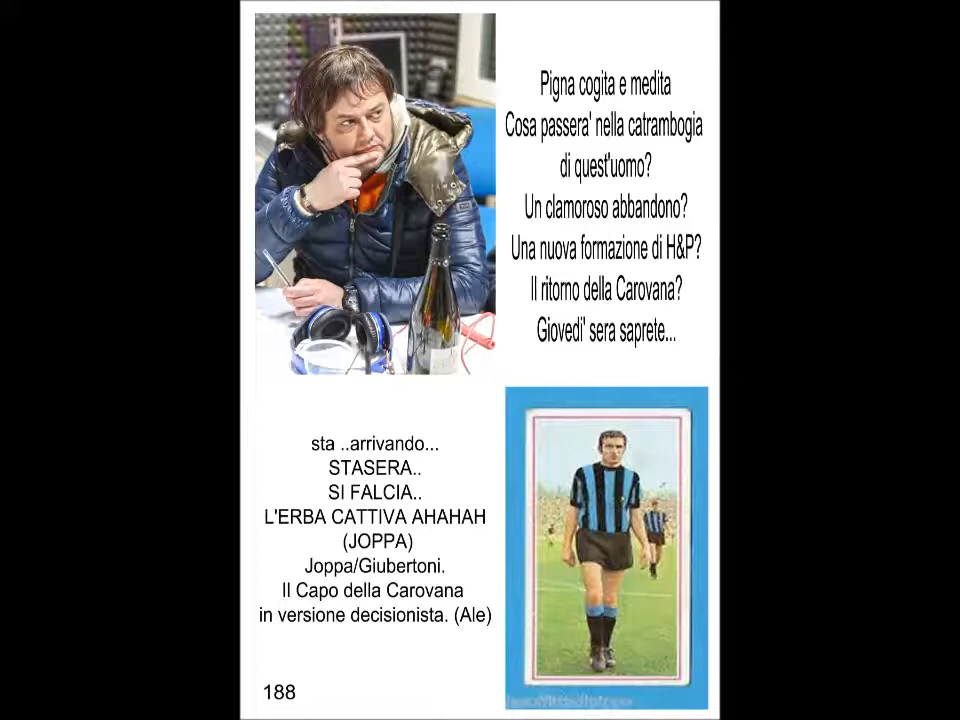 Pigna cogita e medita
Cosa passera' nella catrambogia
di quest'uomo?
Un clamoroso abbandono?
Una nuova formazione di H&P?
Il ritorno della Carovana?
Giovedi' sera saprete...
sta ..arrivando...
STASERA..
SI FALCIA..
L'ERBA CATTIVA AHAHAH
(JOPPA)
Joppa/Giubertoni.
Il Capo della Carovana
in versione decisionista. (Ale)
188